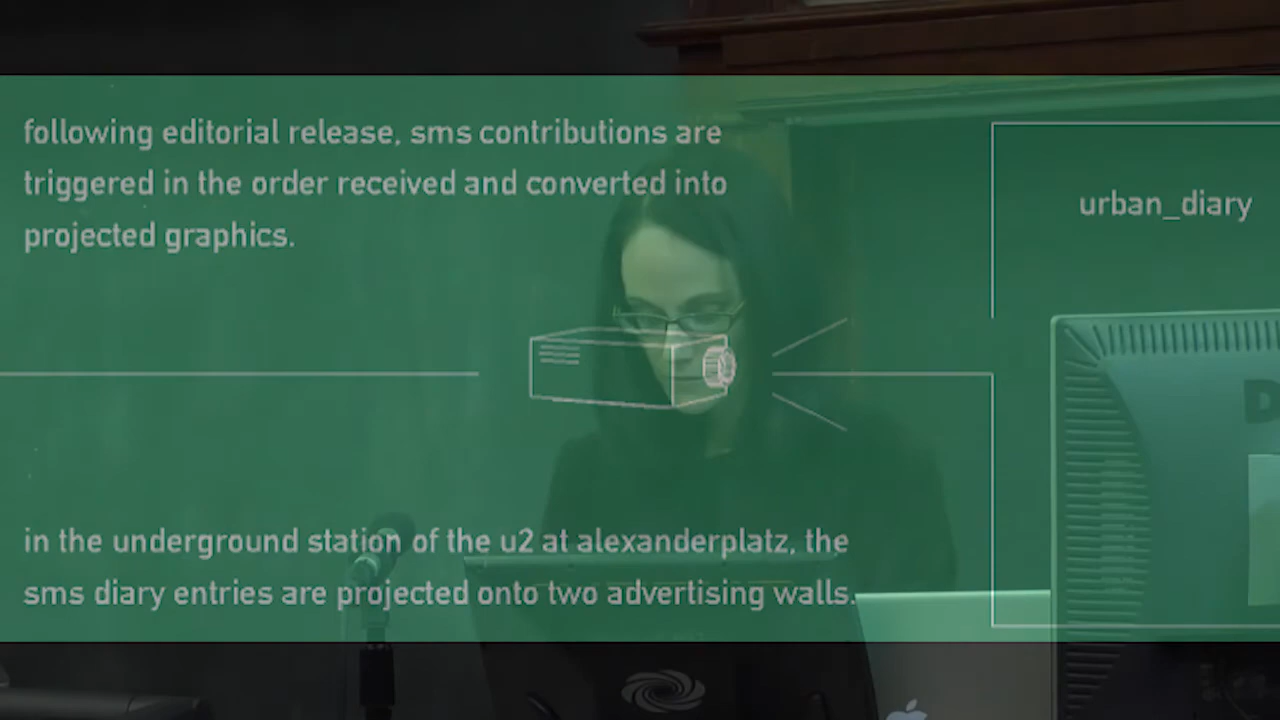 following editorial release, sms contributions are
triggered in the order received and converted into
projected graphics.
urban_diary
in the underground station of the u2 at alexanderplatz, the
sms diary entries are projected onto two advertising walls.
D